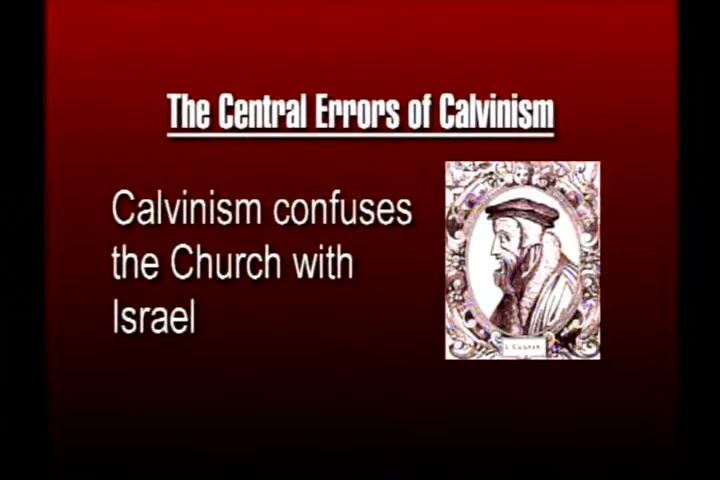 The Central Errors of Calvinism
Calvinism confuses
the Church with
Israel